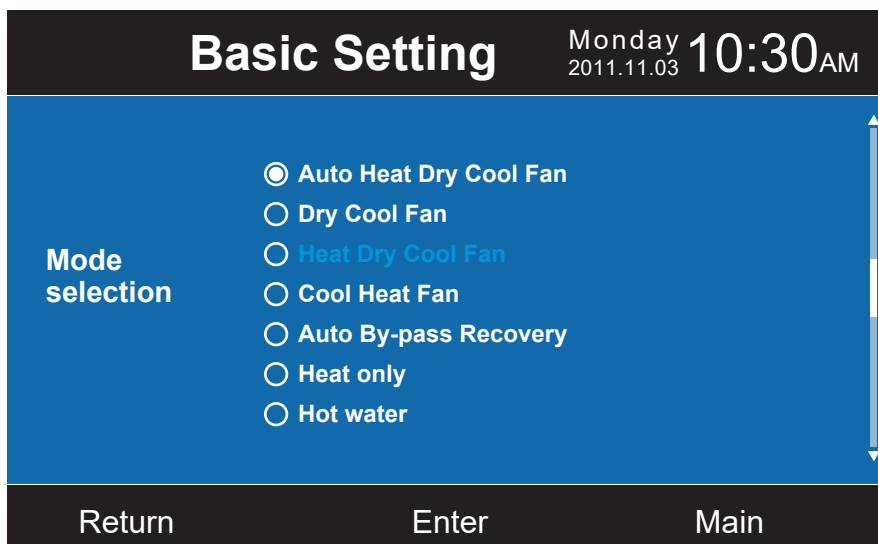 Basic Setting
Monday
2011.11.03
10:30AM
Auto Heat Dry Cool Fan
Dry Cool Fan
Heat Dry Cool Fan
Mode
selection
Cool Heat Fan
Auto By-pass Recovery
Heat only
Hot water
Return
Enter
Main